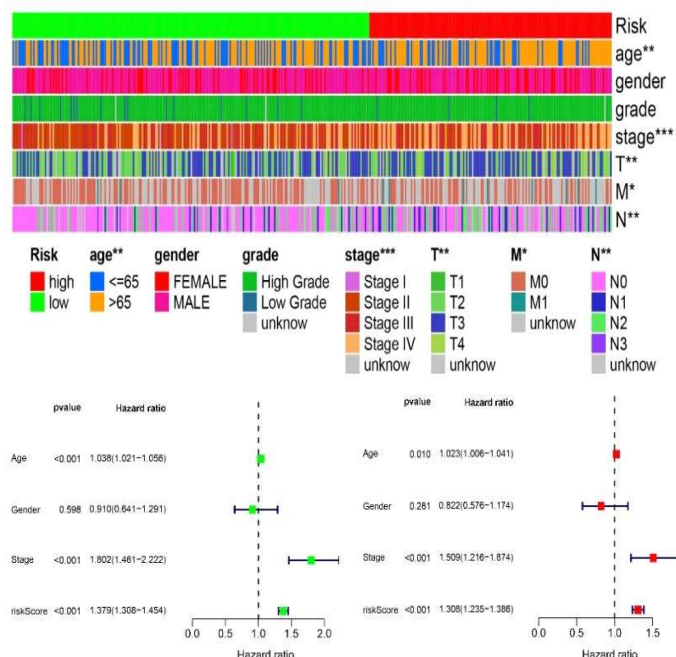 Risk
age**
gender
grade
stage***
T**
M*
N**
Risk age** gender grade stage*** T** M* N**
high <=65 FEMALE High Grade Stage I T1 M0 N0
low >65 MALE Low Grade Stage II T2 M1 N1
unknow Stage III T3 unknow N2
Stage IV T4 N3
unknow unknow unknow
pvalue Hazard ratio
Age <0.001 1.038(1.021−1.056)
Gender 0.598 0.910(0.641−1.291)
Stage <0.001 1.802(1.461−2.222)
riskScore <0.001 1.379(1.308−1.454)
0.0 0.5 1.0 1.5 2.0
Hazard ratio
pvalue Hazard ratio
Age 0.010 1.023(1.006−1.041)
Gender 0.281 0.822(0.576−1.174)
Stage <0.001 1.509(1.216−1.874)
riskScore <0.001 1.308(1.235−1.386)
0.0 0.5 1.0 1.5
Hazard ratio